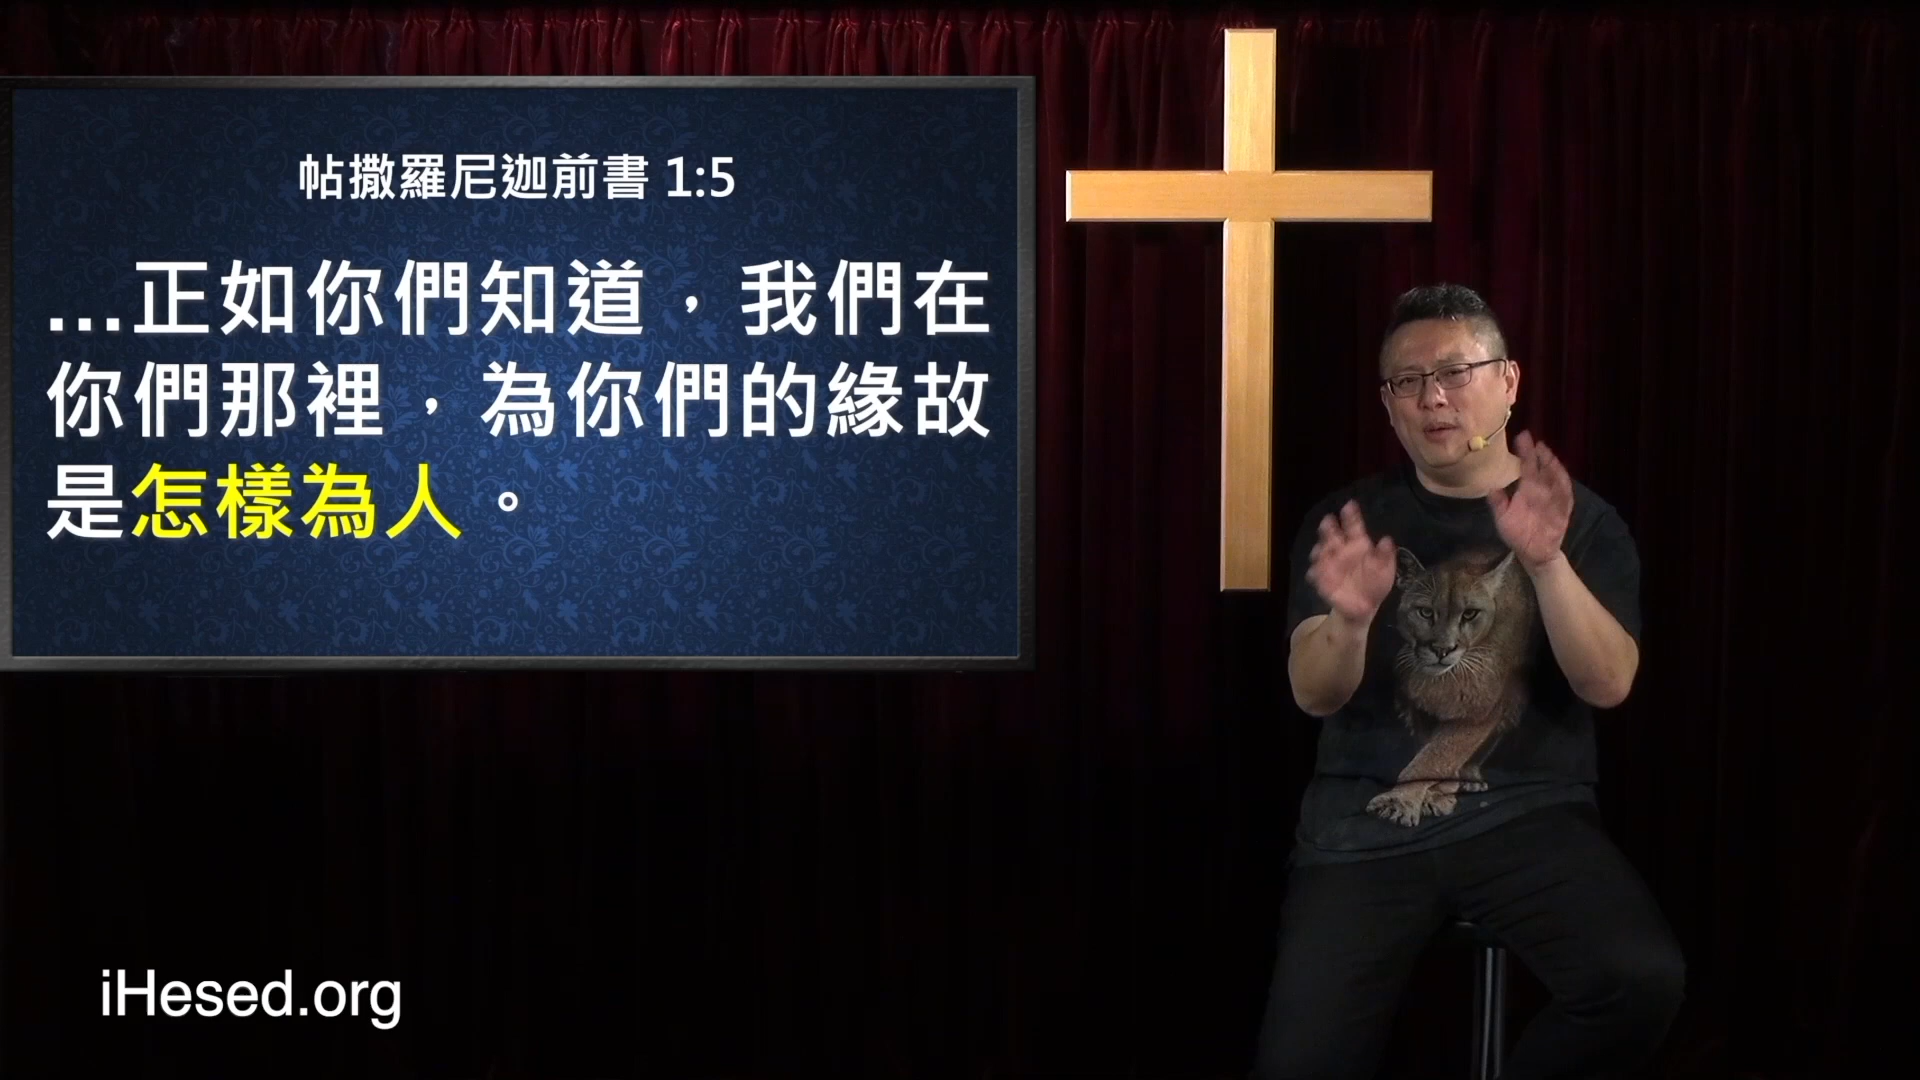 帖撒羅尼迦前書 1:5
...正如你們知道，我們在
你們那裡，為你們的緣故
是怎樣為人。
iHesed.org